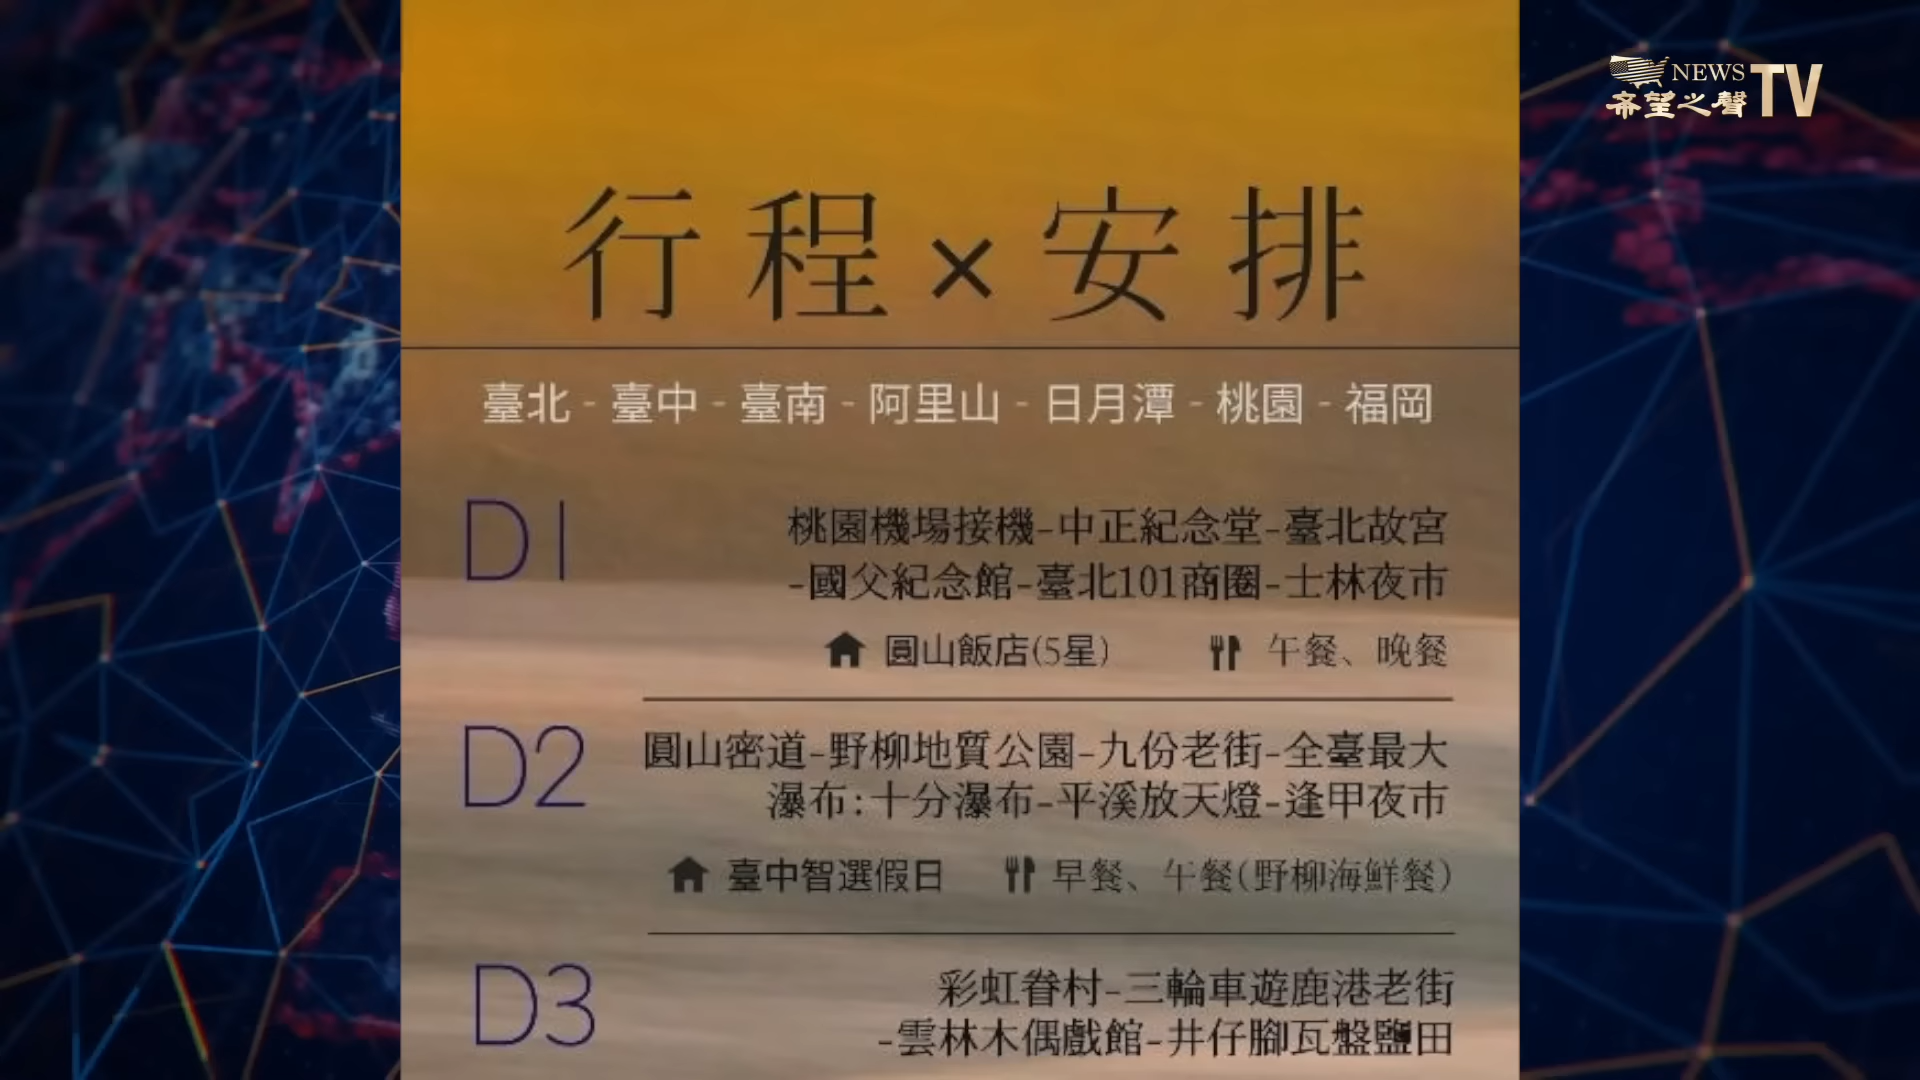 NEWS
希望之聲TV
行程×安排
臺北 - 臺中 - 臺南 - 阿里山 - 日月潭 - 桃園 - 福岡
D1
桃園機場接機-中正紀念堂-臺北故宮
-國父紀念館-臺北101商圈-士林夜市
圓山飯店(5星) 午餐、晚餐
D2
圓山密道-野柳地質公園-九份老街-全臺最大
瀑布:十分瀑布-平溪放天燈-逢甲夜市
臺中智選假日 早餐、午餐(野柳海鮮餐)
D3
彩虹眷村-三輪車遊鹿港老街
-雲林木偶戲館-井仔腳瓦盤鹽田